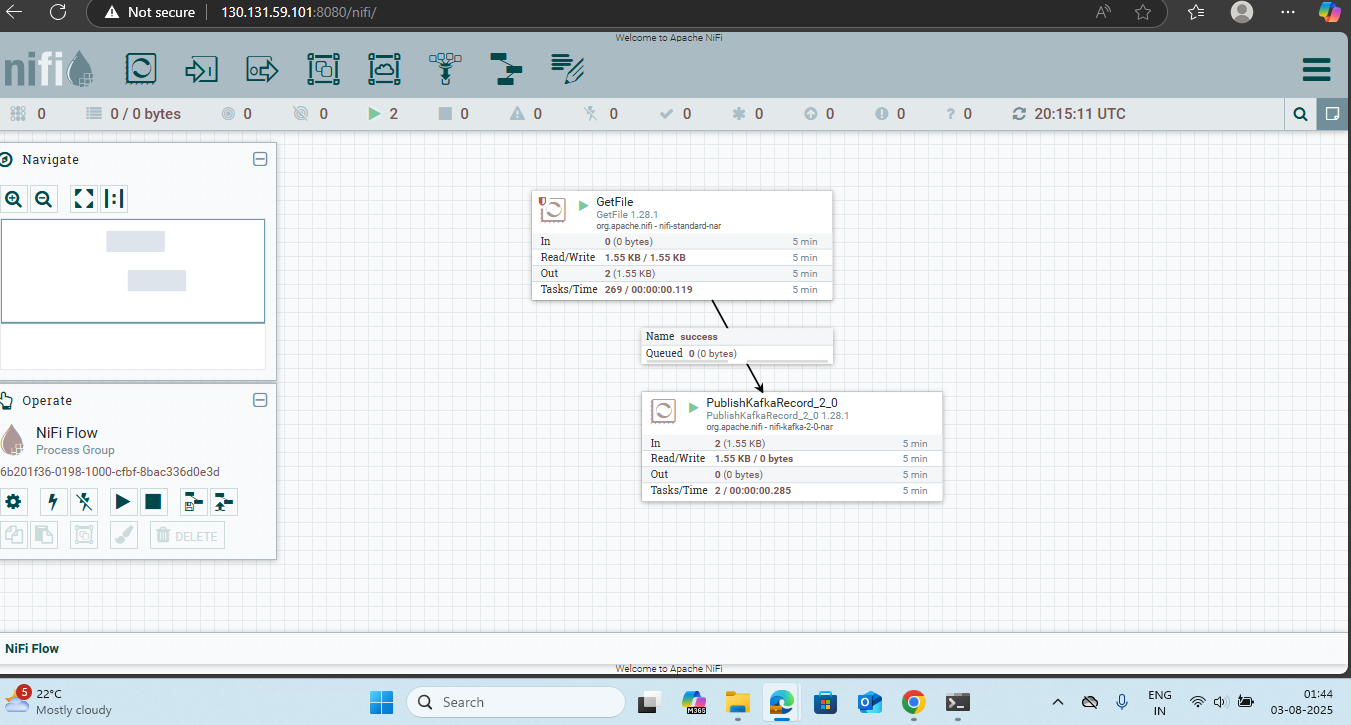 Not secure 130.131.59.101:8080/nifi/
Welcome to Apache NiFi
nifi
0 0 / 0 bytes 0 0 2 0 0 0 0 0 0 0 ? 0 20:15:11 UTC
Navigate
GetFile
GetFile 1.28.1
org.apache.nifi - nifi-standard-nar
In 0 (0 bytes) 5 min
Read/Write 1.55 KB / 1.55 KB 5 min
Out 2 (1.55 KB) 5 min
Tasks/Time 269 / 00:00:00.119 5 min
Name success
Queued 0 (0 bytes)
PublishKafkaRecord_2_0
PublishKafkaRecord_2_0 1.28.1
org.apache.nifi - nifi-kafka-2-0-nar
In 2 (1.55 KB) 5 min
Read/Write 1.55 KB / 0 bytes 5 min
Out 0 (0 bytes) 5 min
Tasks/Time 2 / 00:00:00.285 5 min
Operate
NiFi Flow
Process Group
6b201f36-0198-1000-cfbf-8bac336d0e3d
DELETE
NiFi Flow
Welcome to Apache NiFi
5
22°C
Mostly cloudy
Search
M365
ENG
IN
01:44
03-08-2025